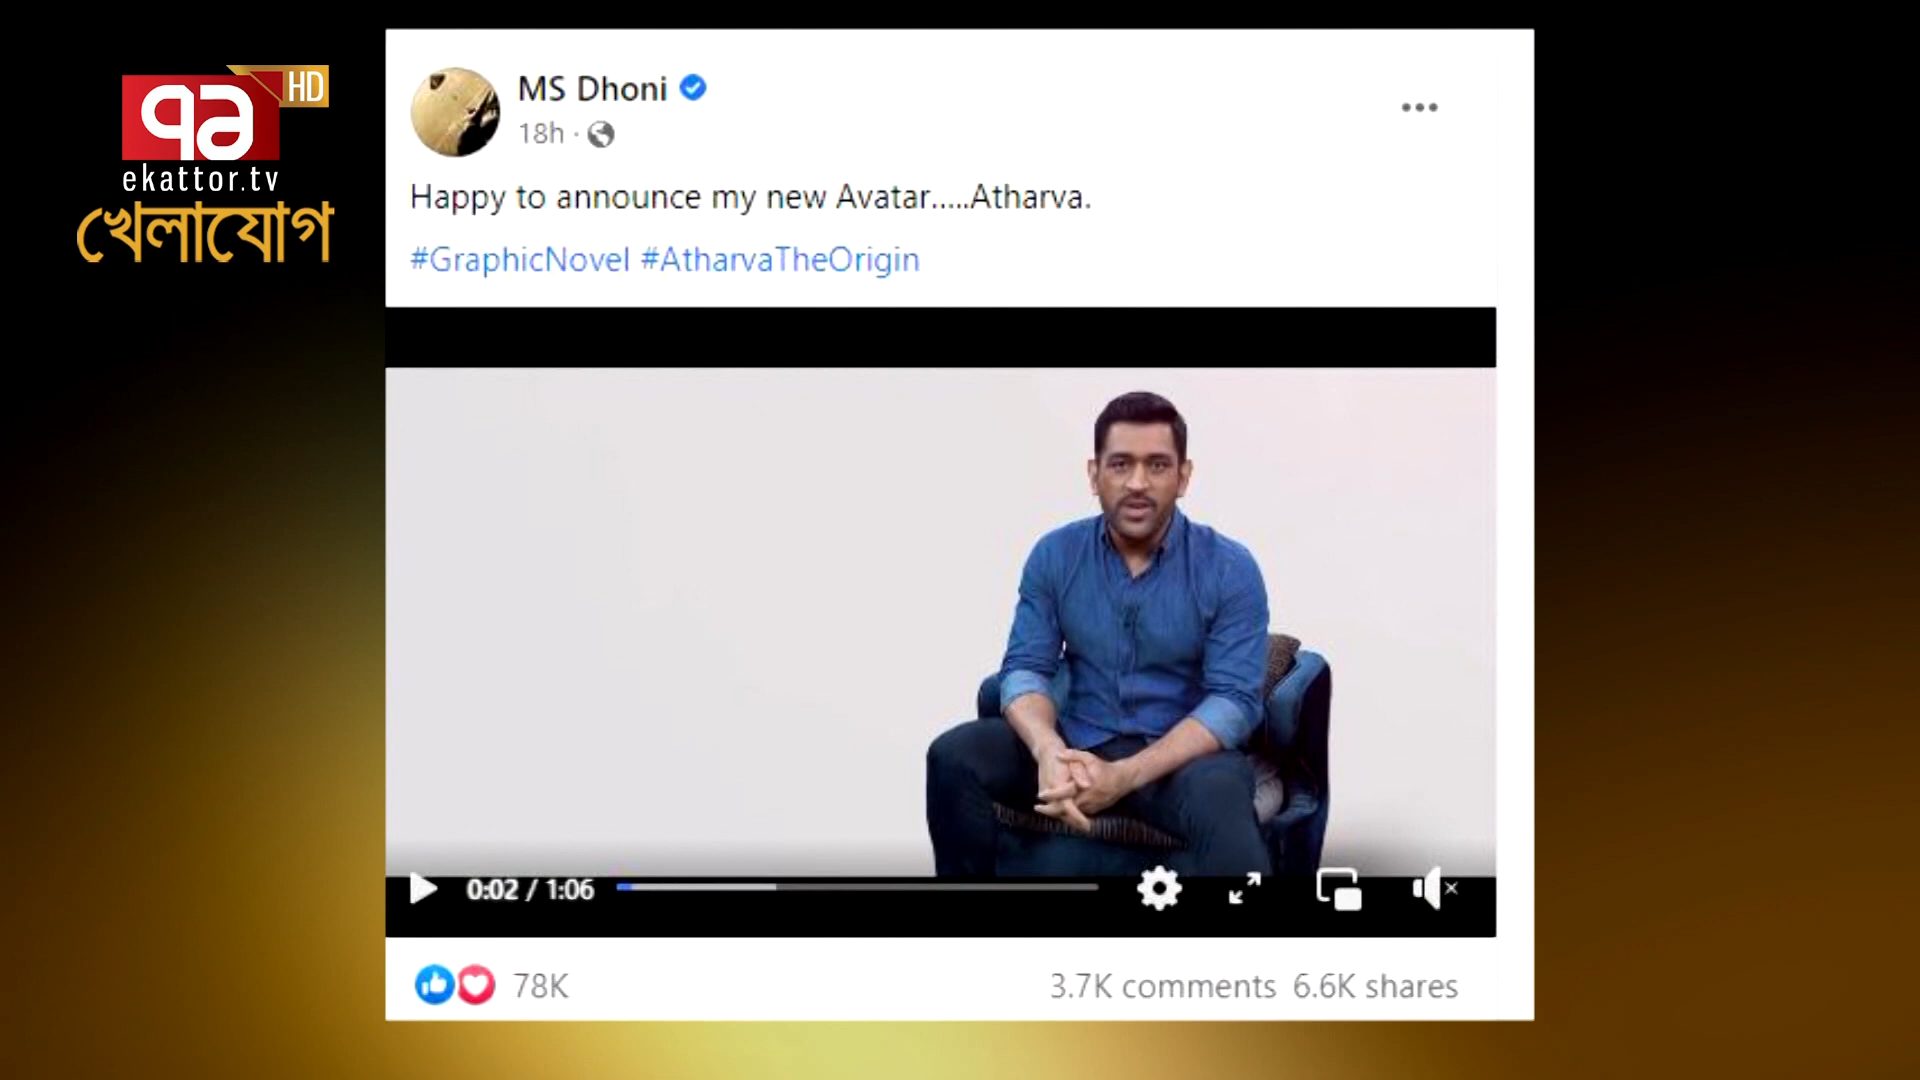 HD
৭১
ekattor.tv
খেলাযোগ
MS Dhoni
18h ·
Happy to announce my new Avatar.....Atharva.
#GraphicNovel #AtharvaTheOrigin
0:02 / 1:06
78K
3.7K comments 6.6K shares